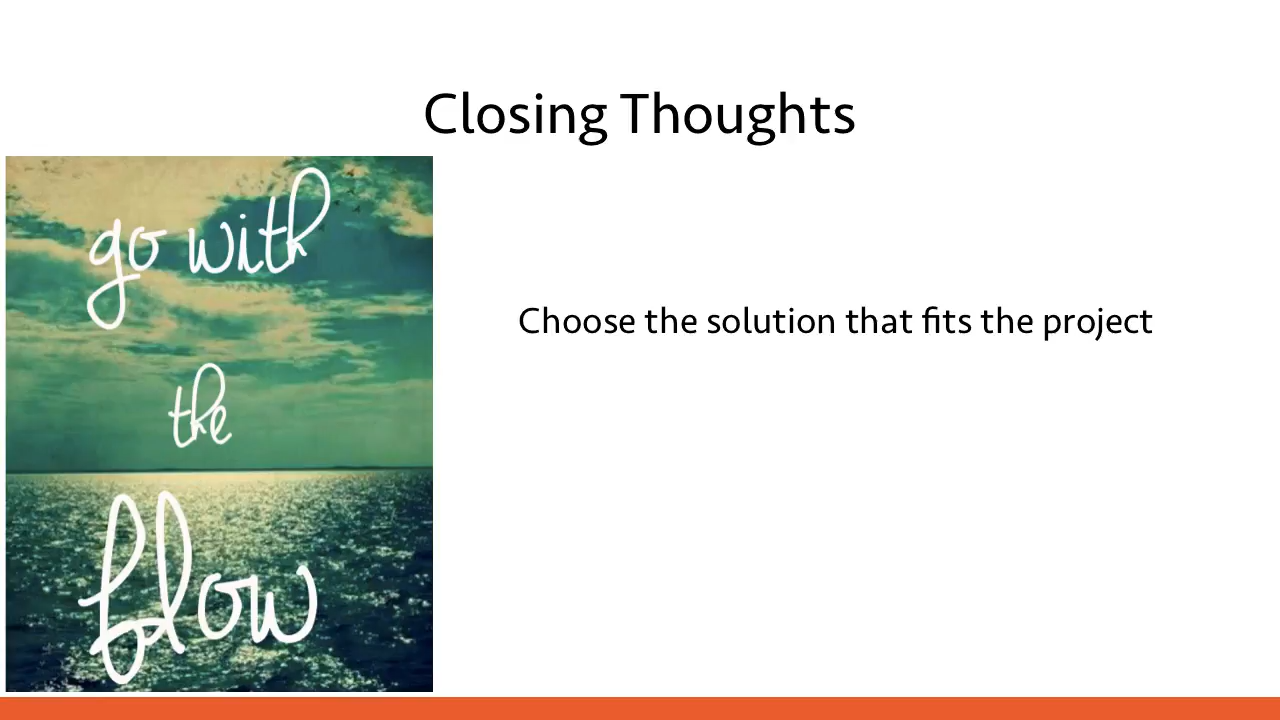 Closing Thoughts
go with
the
flow
Choose the solution that fits the project